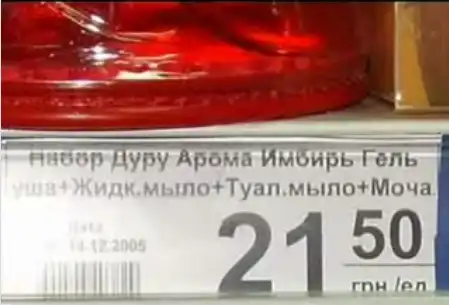 Набор Дуру Арома Имбирь Гель
уша+Жидк.мыло+Туал.мыло+Моча
14-12.2005
21 50
грн /ед